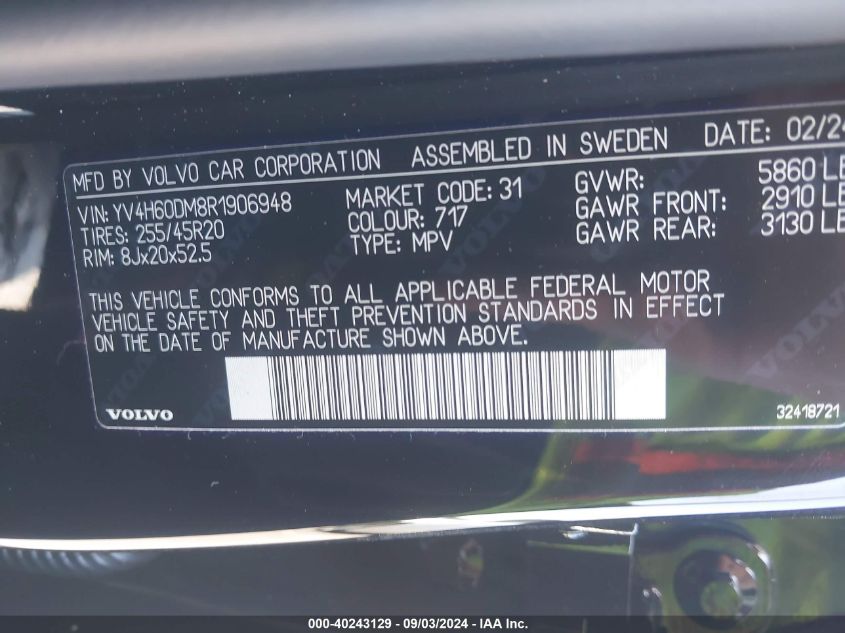 MFD BY VOLVO CAR CORPORATION ASSEMBLED IN SWEDEN DATE: 02/24
VIN: YV4H60DM8R1906948 MARKET CODE: 31 GVWR: 5860 LB
TIRES: 255/45R20 COLOUR: 717 GAWR FRONT: 2910 LB
RIM: 8Jx20x52.5 TYPE: MPV GAWR REAR: 3130 LB
THIS VEHICLE CONFORMS TO ALL APPLICABLE FEDERAL MOTOR
VEHICLE SAFETY AND THEFT PREVENTION STANDARDS IN EFFECT
ON THE DATE OF MANUFACTURE SHOWN ABOVE.
VOLVO 32418721
000-40243129 - 09/03/2024 - IAA Inc.